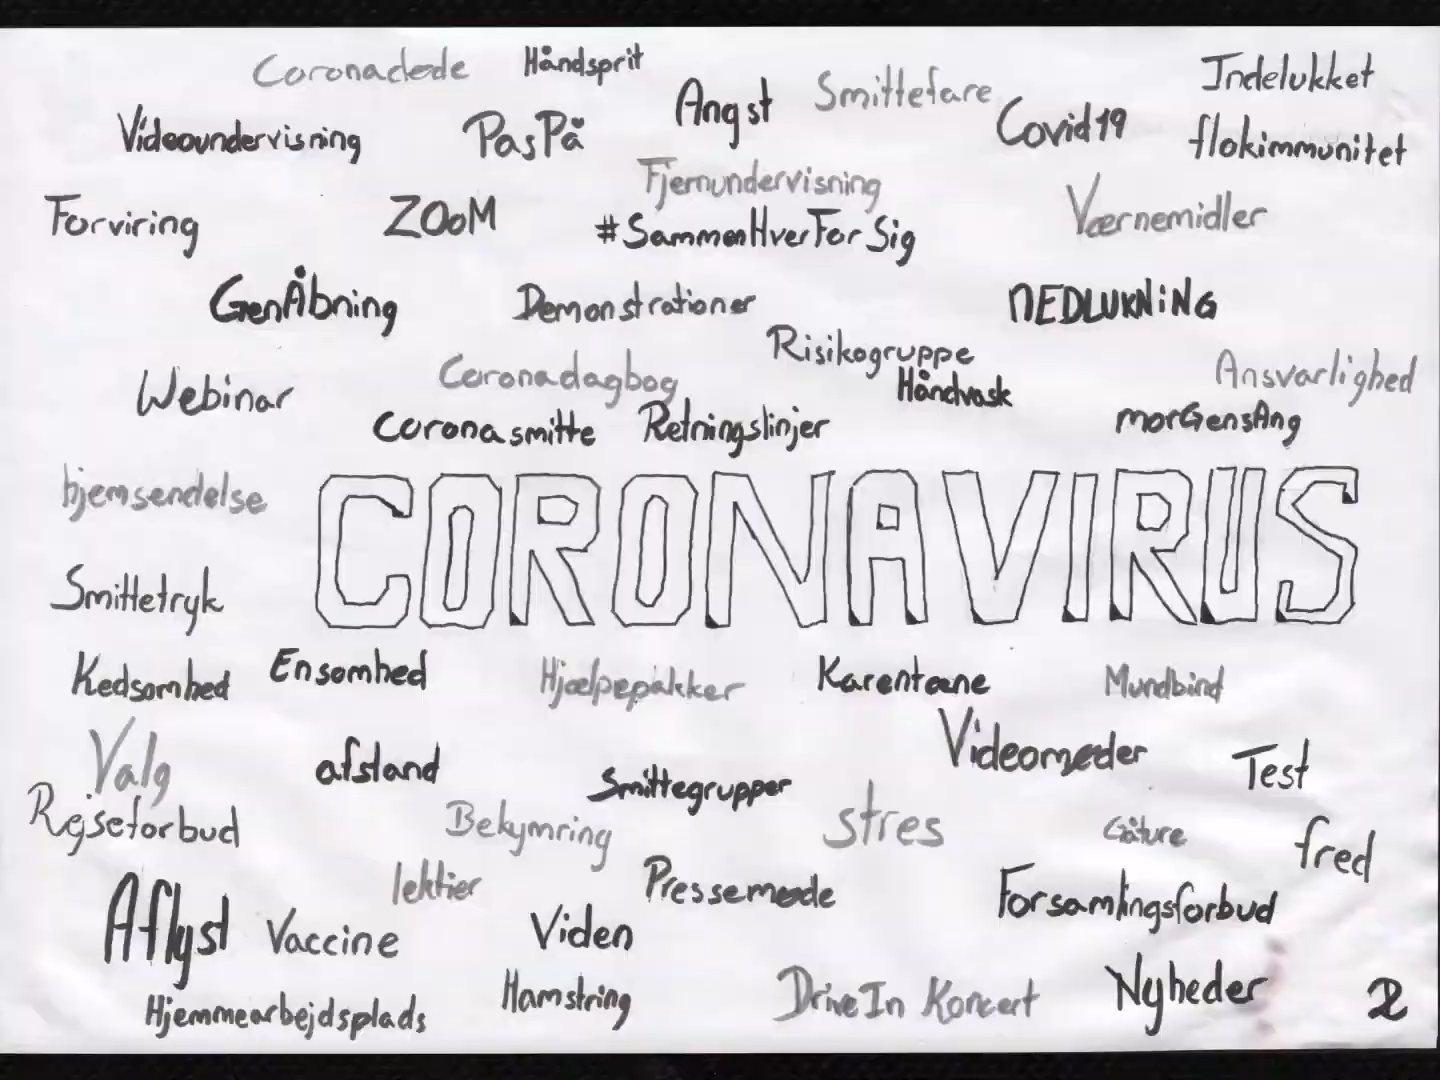 Coronadøde Håndsprit Angst Smittefare Indelukket
Videoundervisning PasPå Covid19 flokimmunitet
Fjernundervisning
Forvirring ZOoM #SammenHverForSig Værnemidler
GenÅbning Demonstrationer NEDLUKNiNG
Risikogruppe
Webinar Coronadagbog Håndvask Ansvarlighed
Coronasmitte Retningslinjer morGensAng
hjemsendelse CORONAVIRUS
Smittetryk
Kedsomhed Ensomhed Hjælpepakker Karentæne Mundbind
Valg afstand Smittegrupper Videomøder Test
Rejseforbud Bekymring stres Gåture fred
lektier Pressemøde Forsamlingsforbud
Aflyst Vaccine Viden
Hjemmearbejdsplads Hamstring DriveIn Koncert Nyheder